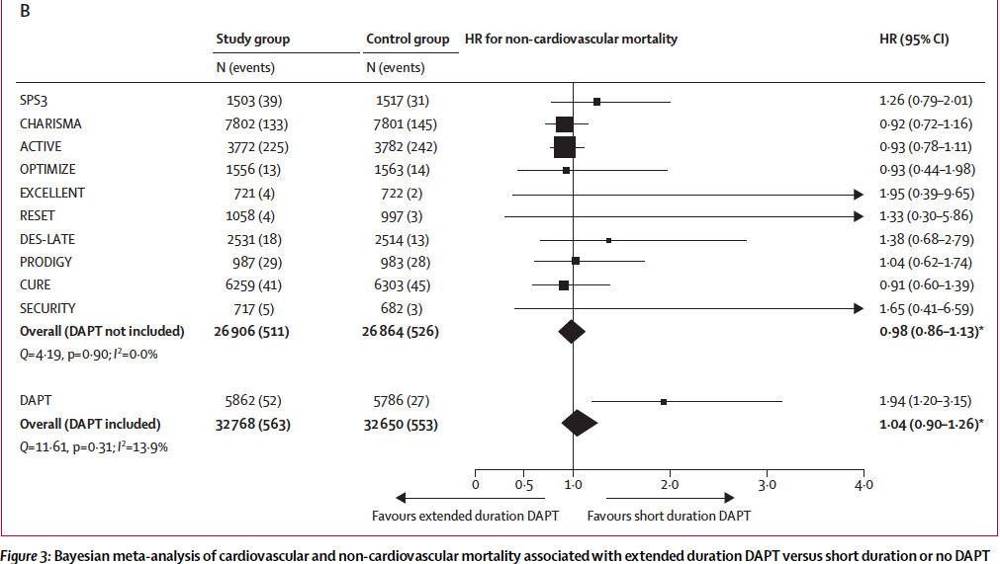 B
Study group Control group HR for non-cardiovascular mortality HR (95% CI)
N (events) N (events)
SPS3 1503 (39) 1517 (31) 1·26 (0·79–2·01)
CHARISMA 7802 (133) 7801 (145) 0·92 (0·72–1·16)
ACTIVE 3772 (225) 3782 (242) 0·93 (0·78–1·11)
OPTIMIZE 1556 (13) 1563 (14) 0·93 (0·44–1·98)
EXCELLENT 721 (4) 722 (2) 1·95 (0·39–9·65)
RESET 1058 (4) 997 (3) 1·33 (0·30–5·86)
DES-LATE 2531 (18) 2514 (13) 1·38 (0·68–2·79)
PRODIGY 987 (29) 983 (28) 1·04 (0·62–1·74)
CURE 6259 (41) 6303 (45) 0·91 (0·60–1·39)
SECURITY 717 (5) 682 (3) 1·65 (0·41–6·59)
Overall (DAPT not included) 26 906 (511) 26 864 (526) 0·98 (0·86–1·13)*
Q=4·19, p=0·90; I²=0·0%
DAPT 5862 (52) 5786 (27) 1·94 (1·20–3·15)
Overall (DAPT included) 32 768 (563) 32 650 (553) 1·04 (0·90–1·26)*
Q=11·61, p=0·31; I²=13·9%
0 0·5 1·0 2·0 3·0 4·0
Favours extended duration DAPT Favours short duration DAPT
Figure 3: Bayesian meta-analysis of cardiovascular and non-cardiovascular mortality associated with extended duration DAPT versus short duration or no DAPT